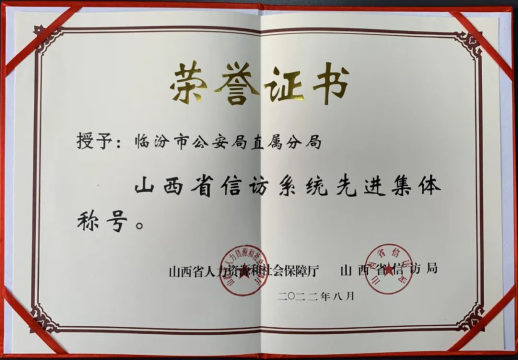 荣誉证书
授予：临汾市公安局直属分局
山西省信访系统先进集体
称号。
山西省人力资源和社会保障厅 山西省信访局
二〇二二年八月